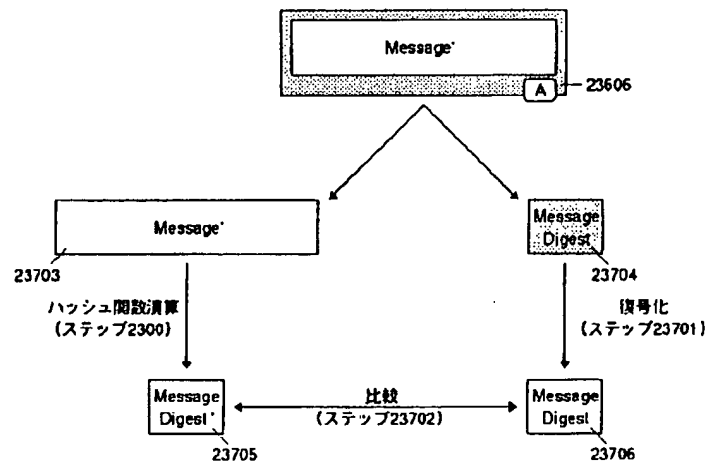 Message'
A
23606
Message'
Message
Digest
23703
23704
ハッシュ関数演算
(ステップ2300)
復号化
(ステップ23701)
Message
Digest'
比較
(ステップ23702)
Message
Digest
23705
23706